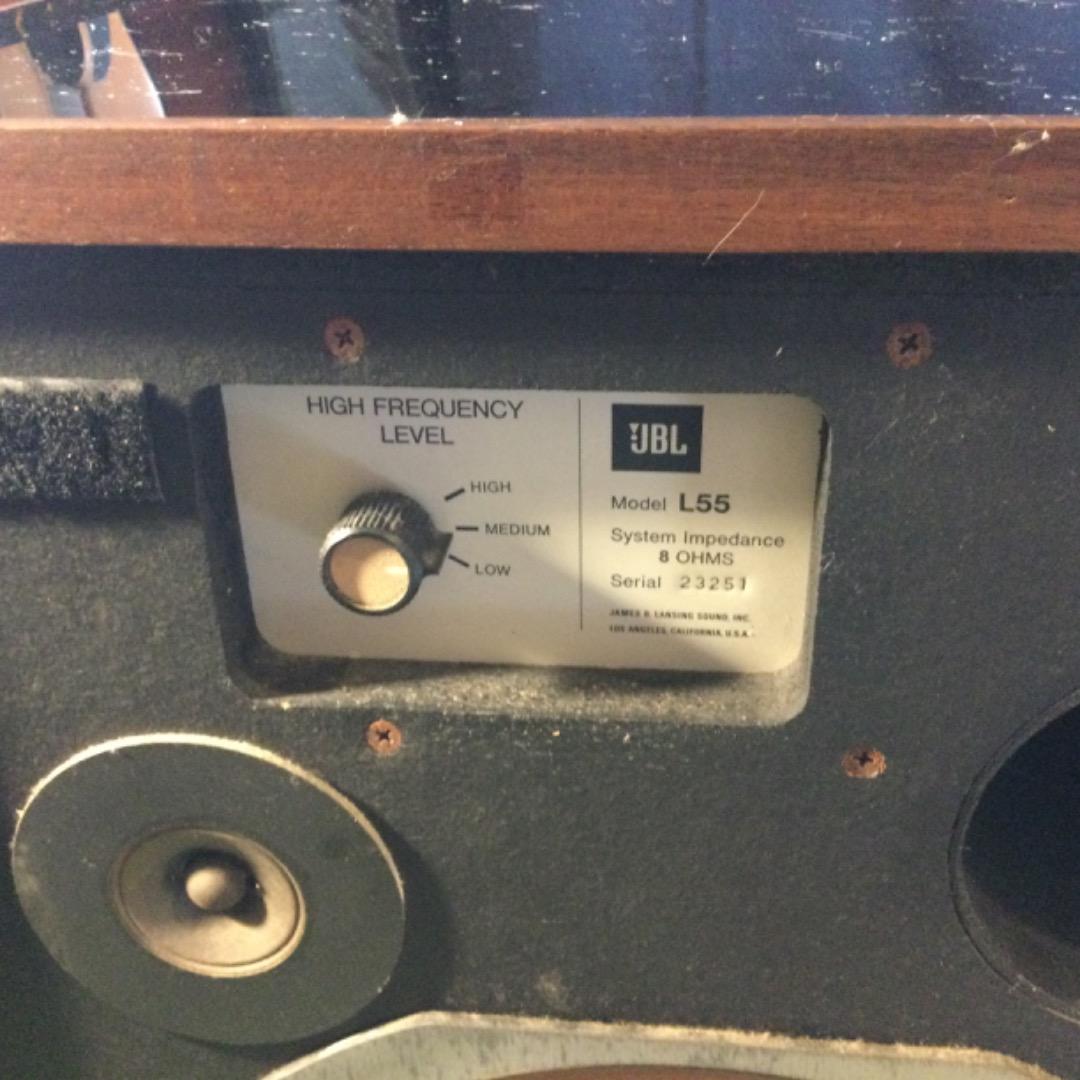 HIGH FREQUENCY
LEVEL
HIGH
MEDIUM
LOW
JBL
Model L55
System Impedance
8 OHMS
Serial 23251
JAMES B. LANSING SOUND, INC.
LOS ANGELES, CALIFORNIA, U.S.A.